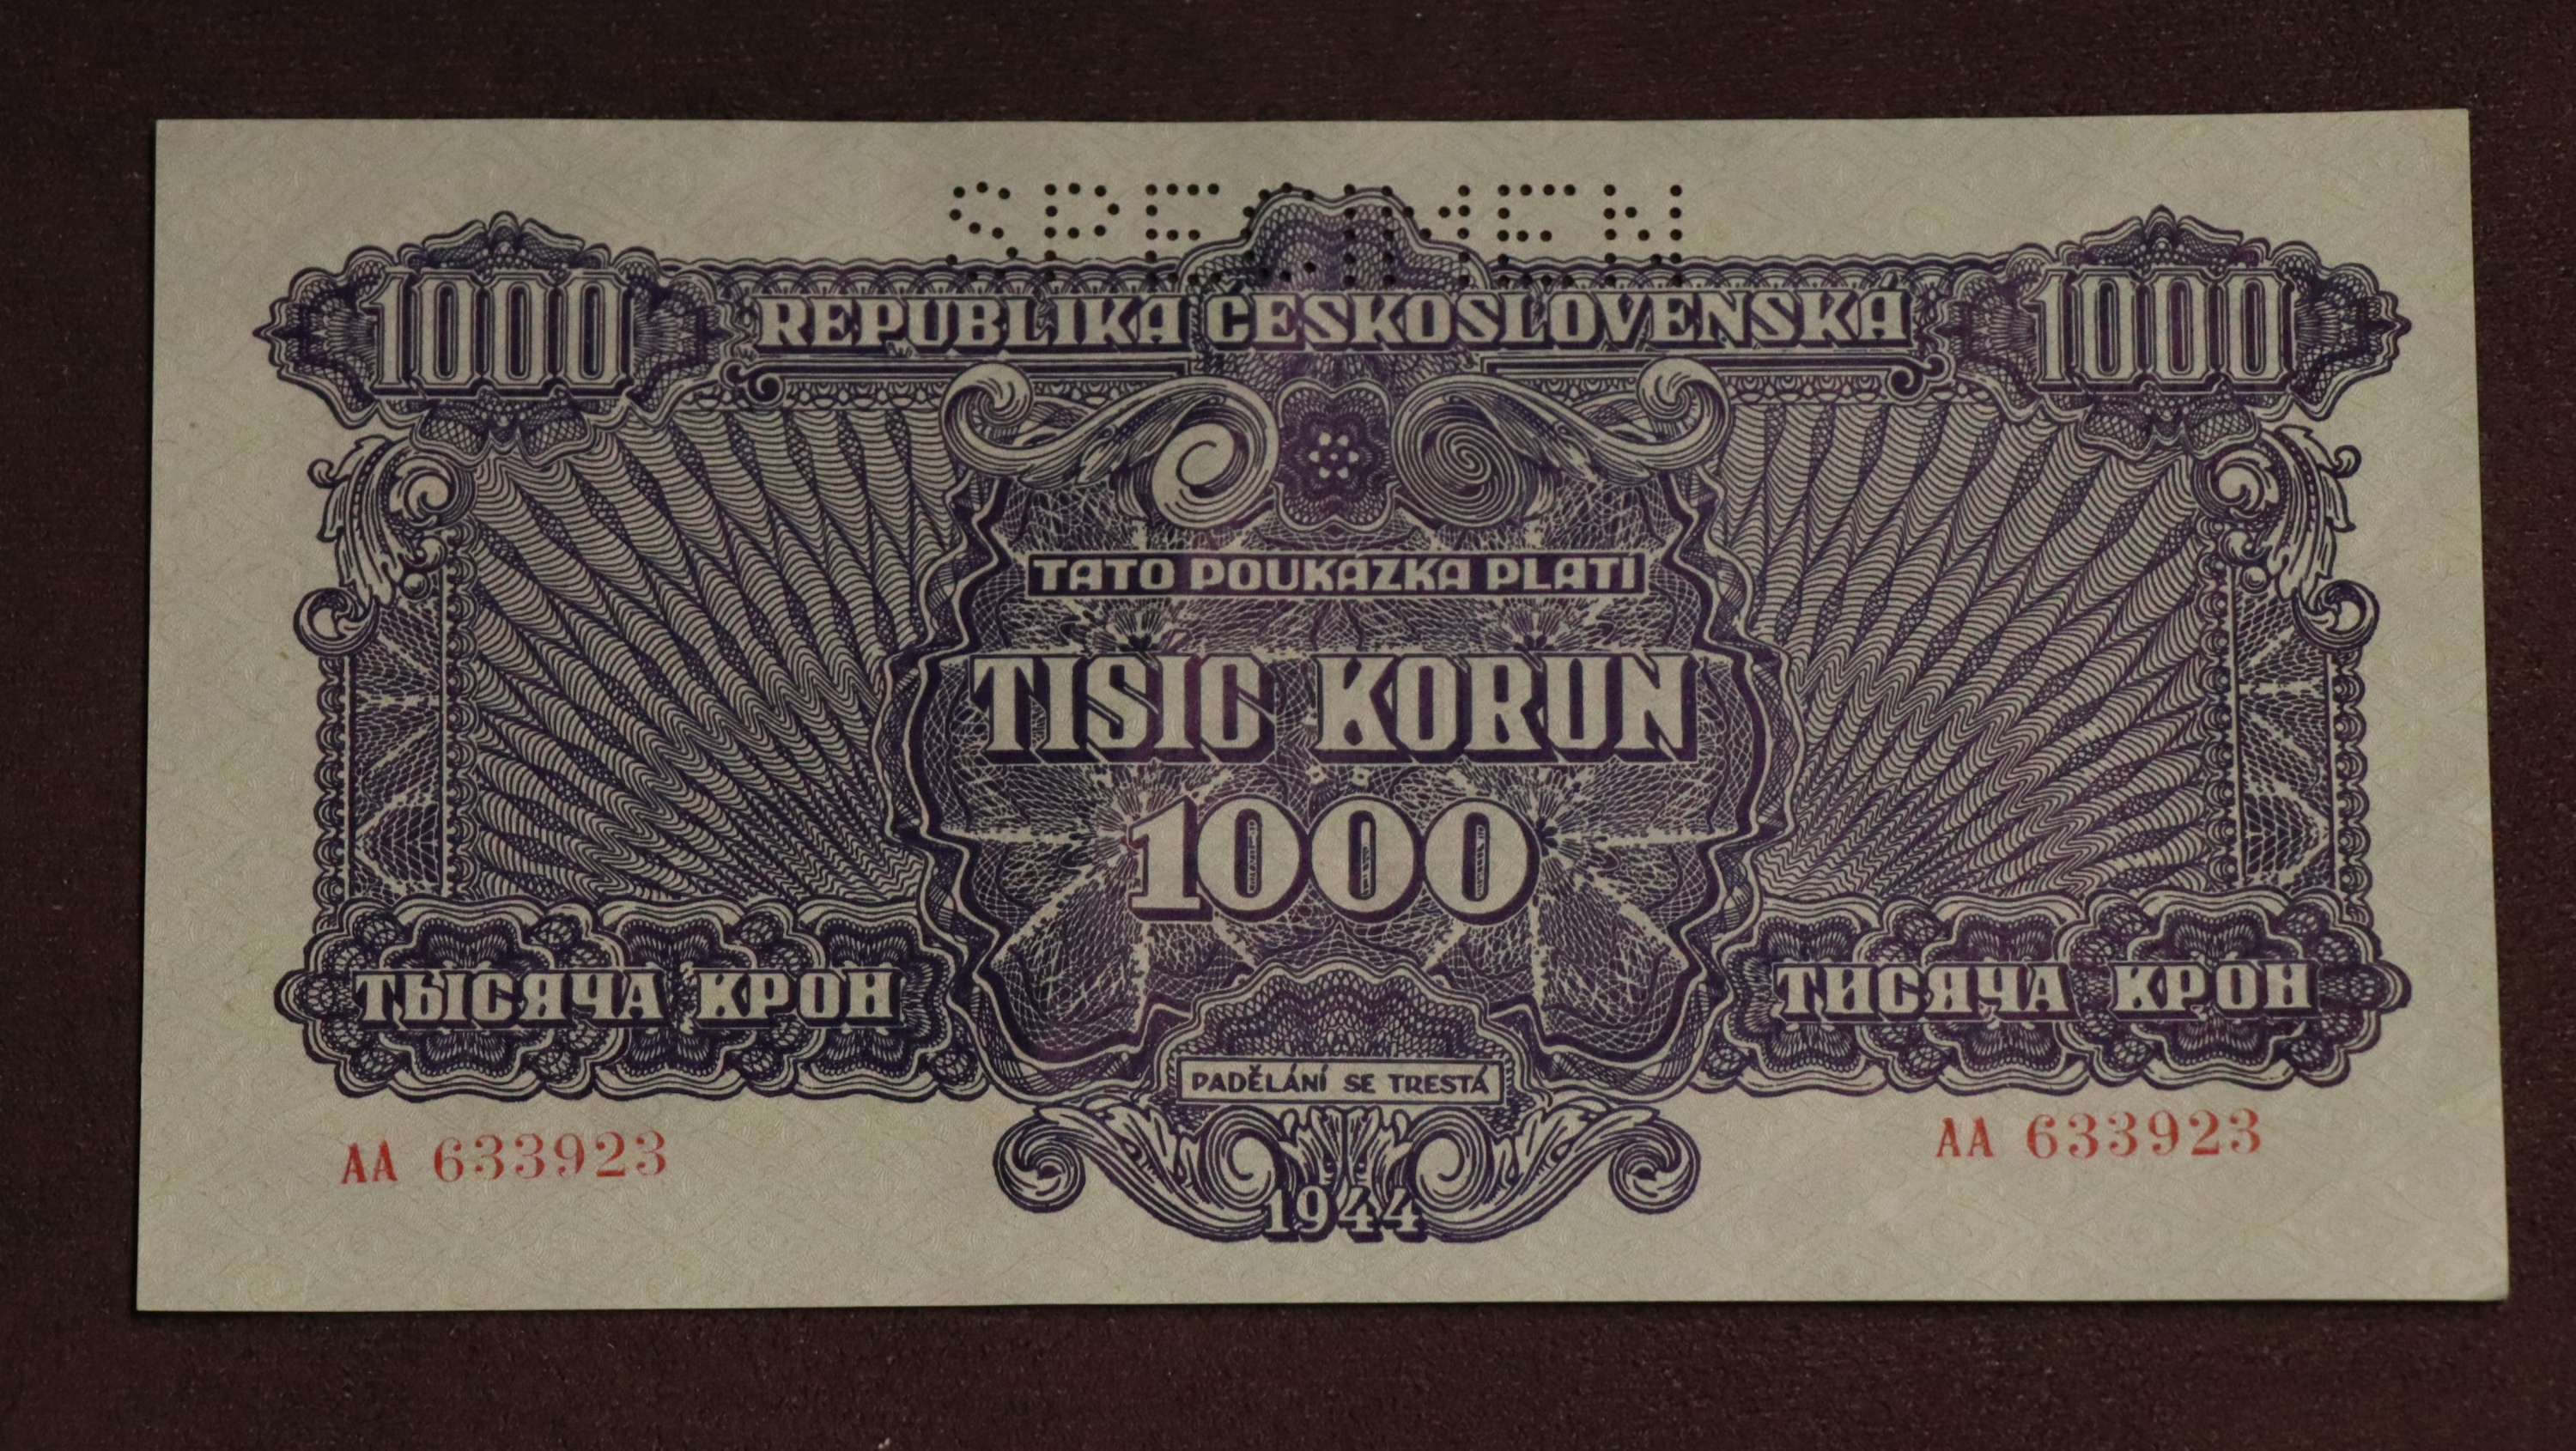 SPECIMEN
1000 REPUBLIKA ČESKOSLOVENSKÁ 1000
TATO POUKÁZKA PLATÍ
TISÍC KORUN
1000
ТЫСЯЧА КРОН
ТИСЯЧА КРОН
PADĚLÁNÍ SE TRESTÁ
AA 633923
AA 633923
1944